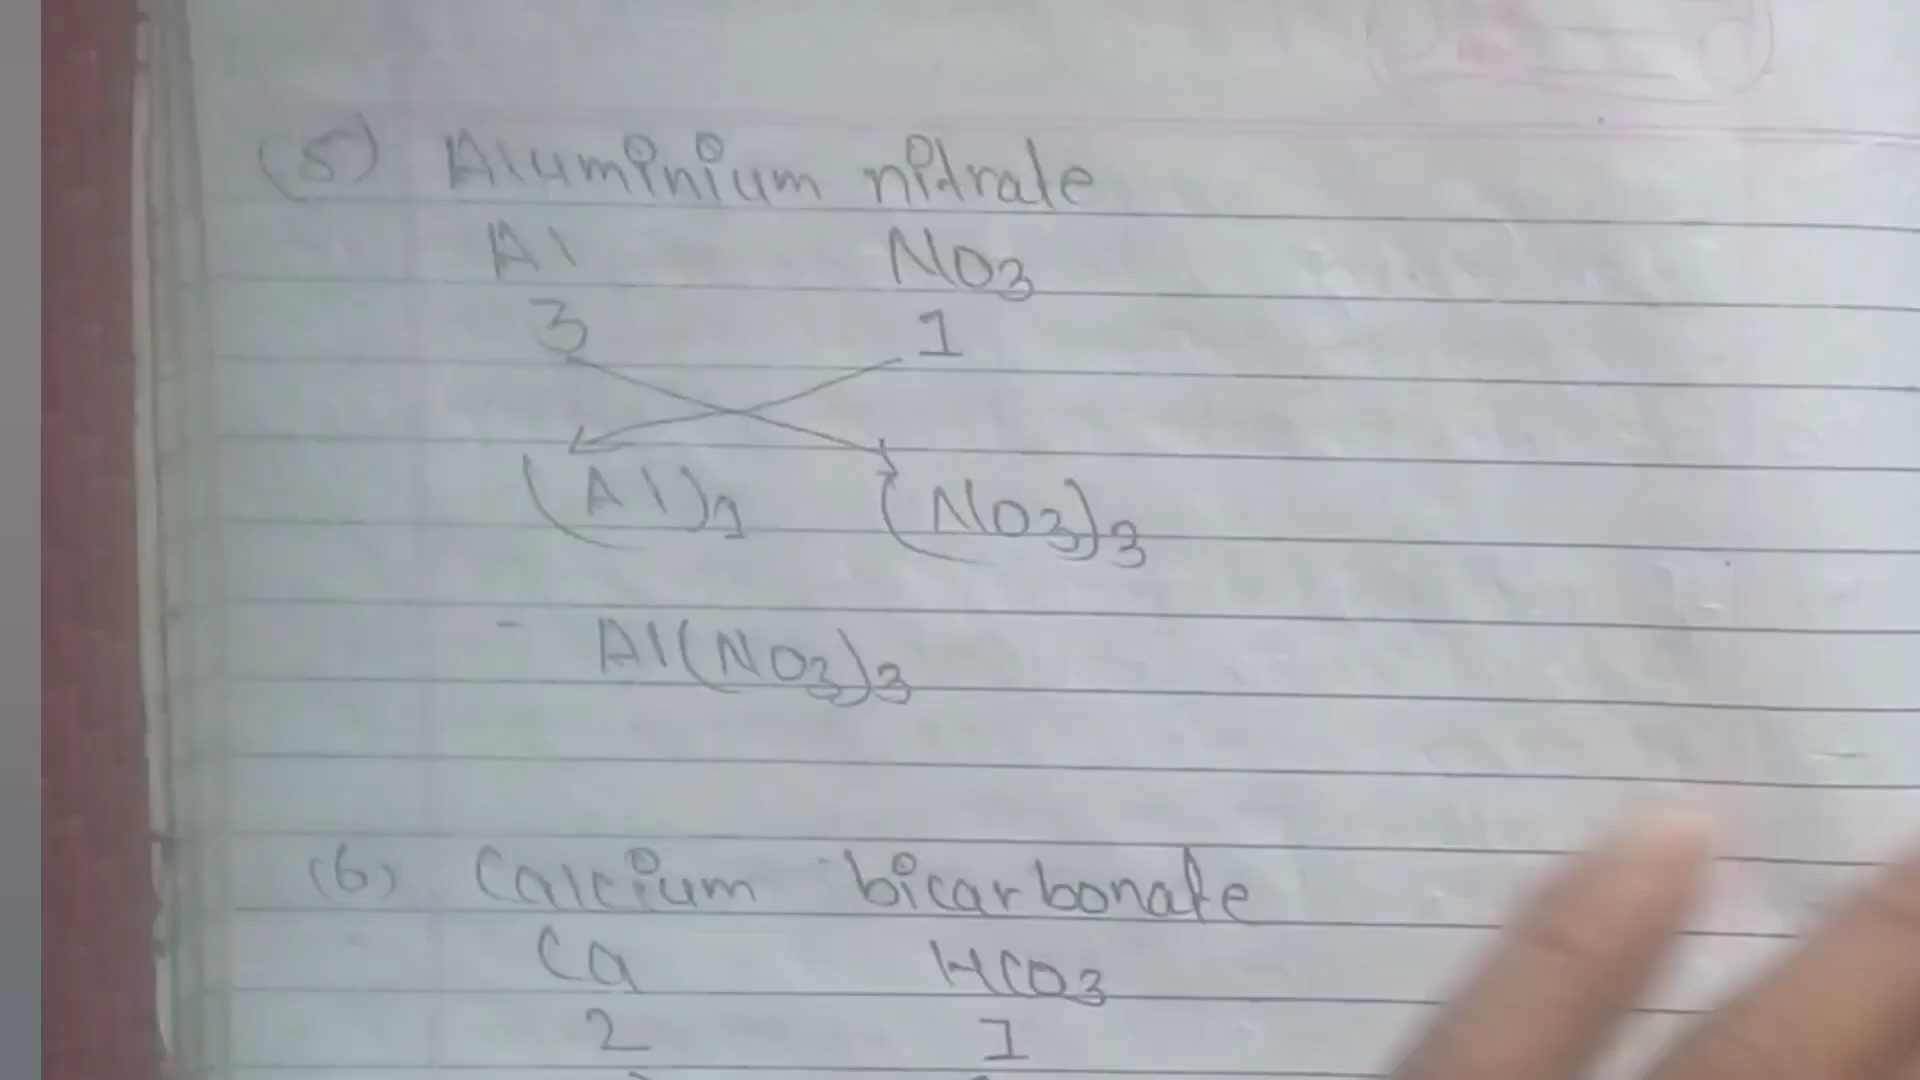 (5) Aluminium nitrate
Al NO3
3 1
(Al)1 (NO3)3
- Al(NO3)3
(6) Calcium bicarbonate
Ca HCO3
2 1